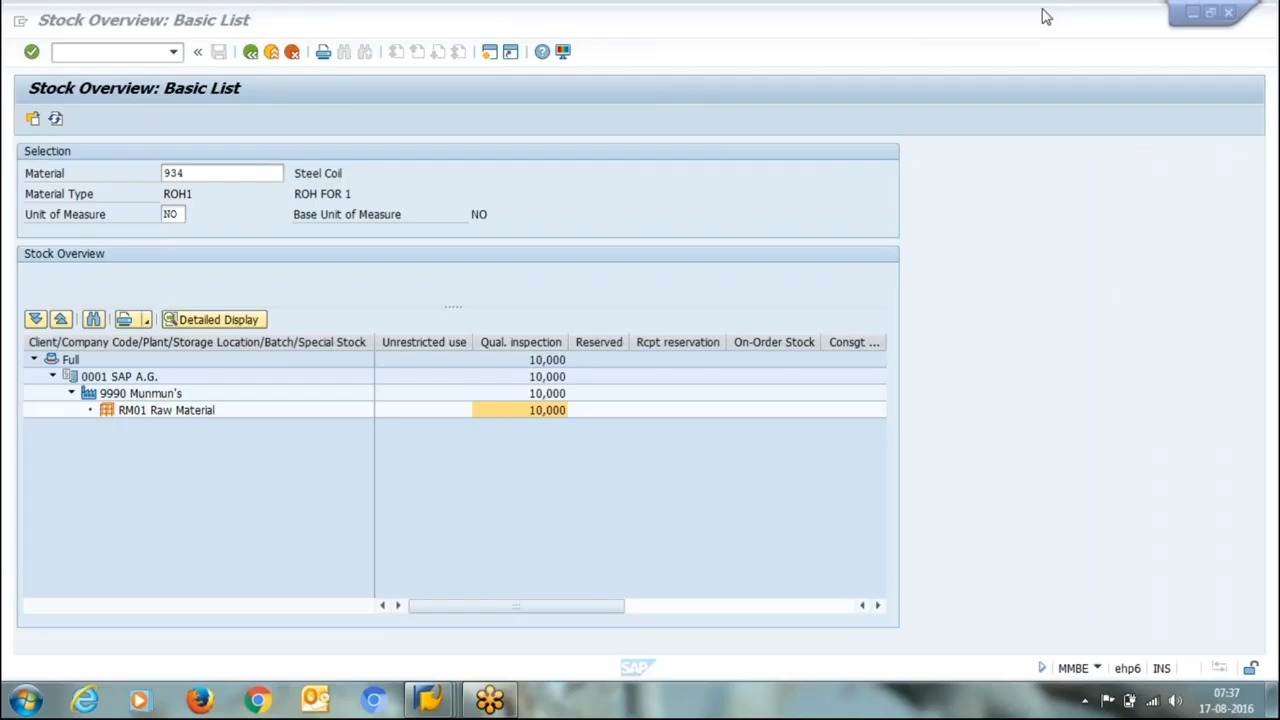 Stock Overview: Basic List
Stock Overview: Basic List
Selection
Material 934 Steel Coil
Material Type ROH1 ROH FOR 1
Unit of Measure NO Base Unit of Measure NO
Stock Overview
Detailed Display
Client/Company Code/Plant/Storage Location/Batch/Special Stock Unrestricted use Qual. inspection Reserved Rcpt reservation On-Order Stock Consgt ...
Full 10,000
0001 SAP A.G. 10,000
9990 Munmun's 10,000
RM01 Raw Material 10,000
SAP MMBE ehp6 INS
07:37
17-08-2016